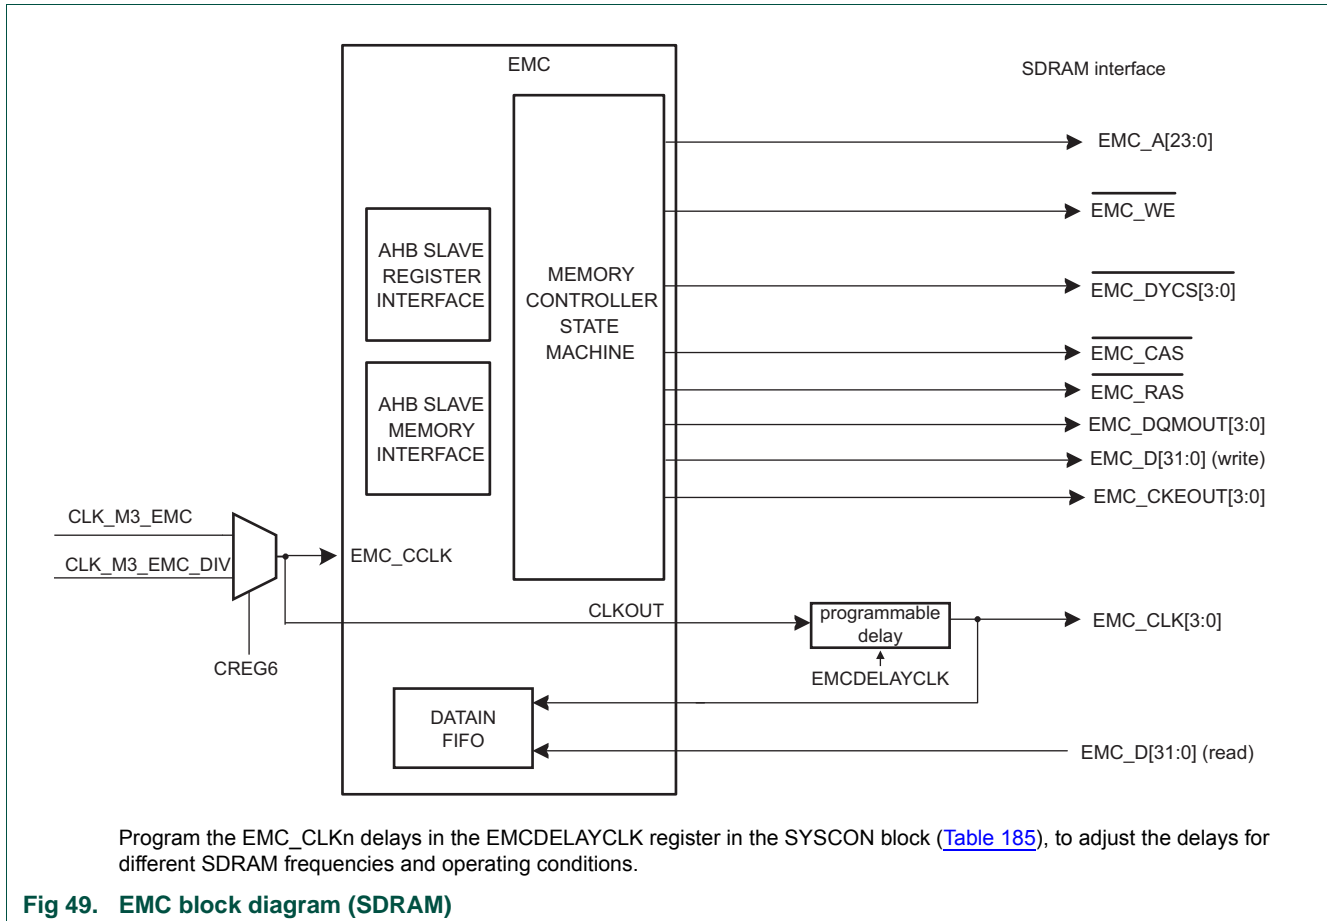 EMC
SDRAM interface
EMC_A[23:0]
EMC_WE
EMC_DYCS[3:0]
EMC_CAS
EMC_RAS
EMC_DQMOUT[3:0]
EMC_D[31:0] (write)
EMC_CKEOUT[3:0]
AHB SLAVE
REGISTER
INTERFACE
MEMORY
CONTROLLER
STATE
MACHINE
AHB SLAVE
MEMORY
INTERFACE
CLK_M3_EMC
CLK_M3_EMC_DIV
EMC_CCLK
CREG6
CLKOUT
programmable
delay
EMC_CLK[3:0]
EMCDELAYCLK
DATAIN
FIFO
EMC_D[31:0] (read)
Program the EMC_CLKn delays in the EMCDELAYCLK register in the SYSCON block (Table 185), to adjust the delays for
different SDRAM frequencies and operating conditions.
Fig 49. EMC block diagram (SDRAM)